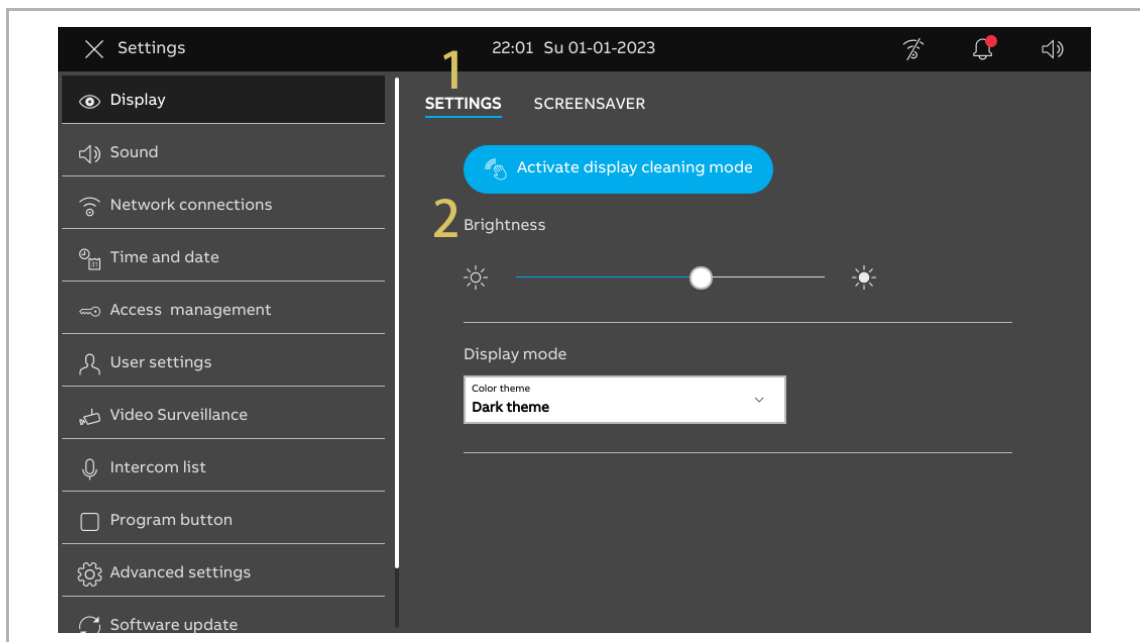 Settings
22:01 Su 01-01-2023
1
Display
SETTINGS SCREENSAVER
Sound
Activate display cleaning mode
Network connections
2
Brightness
Time and date
31
Access management
Display mode
User settings
Color theme
Dark theme
Video Surveillance
Intercom list
Program button
Advanced settings
Software update